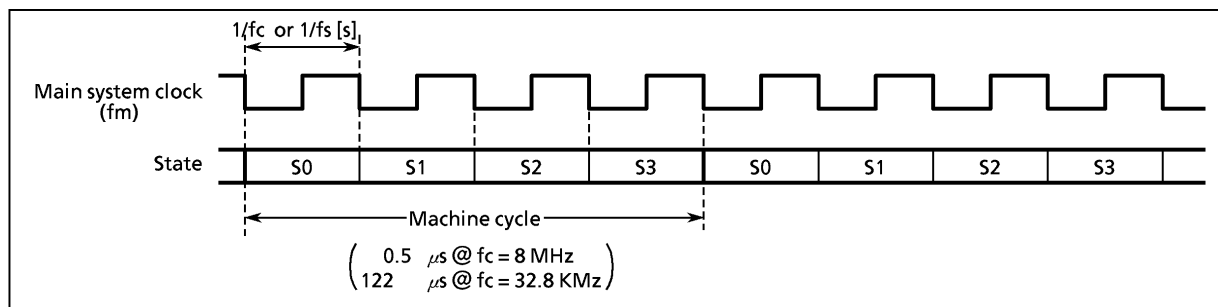 1/fc or 1/fs [s]
Main system clock
(fm)
State
S0 S1 S2 S3 S0 S1 S2 S3
Machine cycle
0.5 μs @ fc = 8 MHz
122 μs @ fc = 32.8 KMz